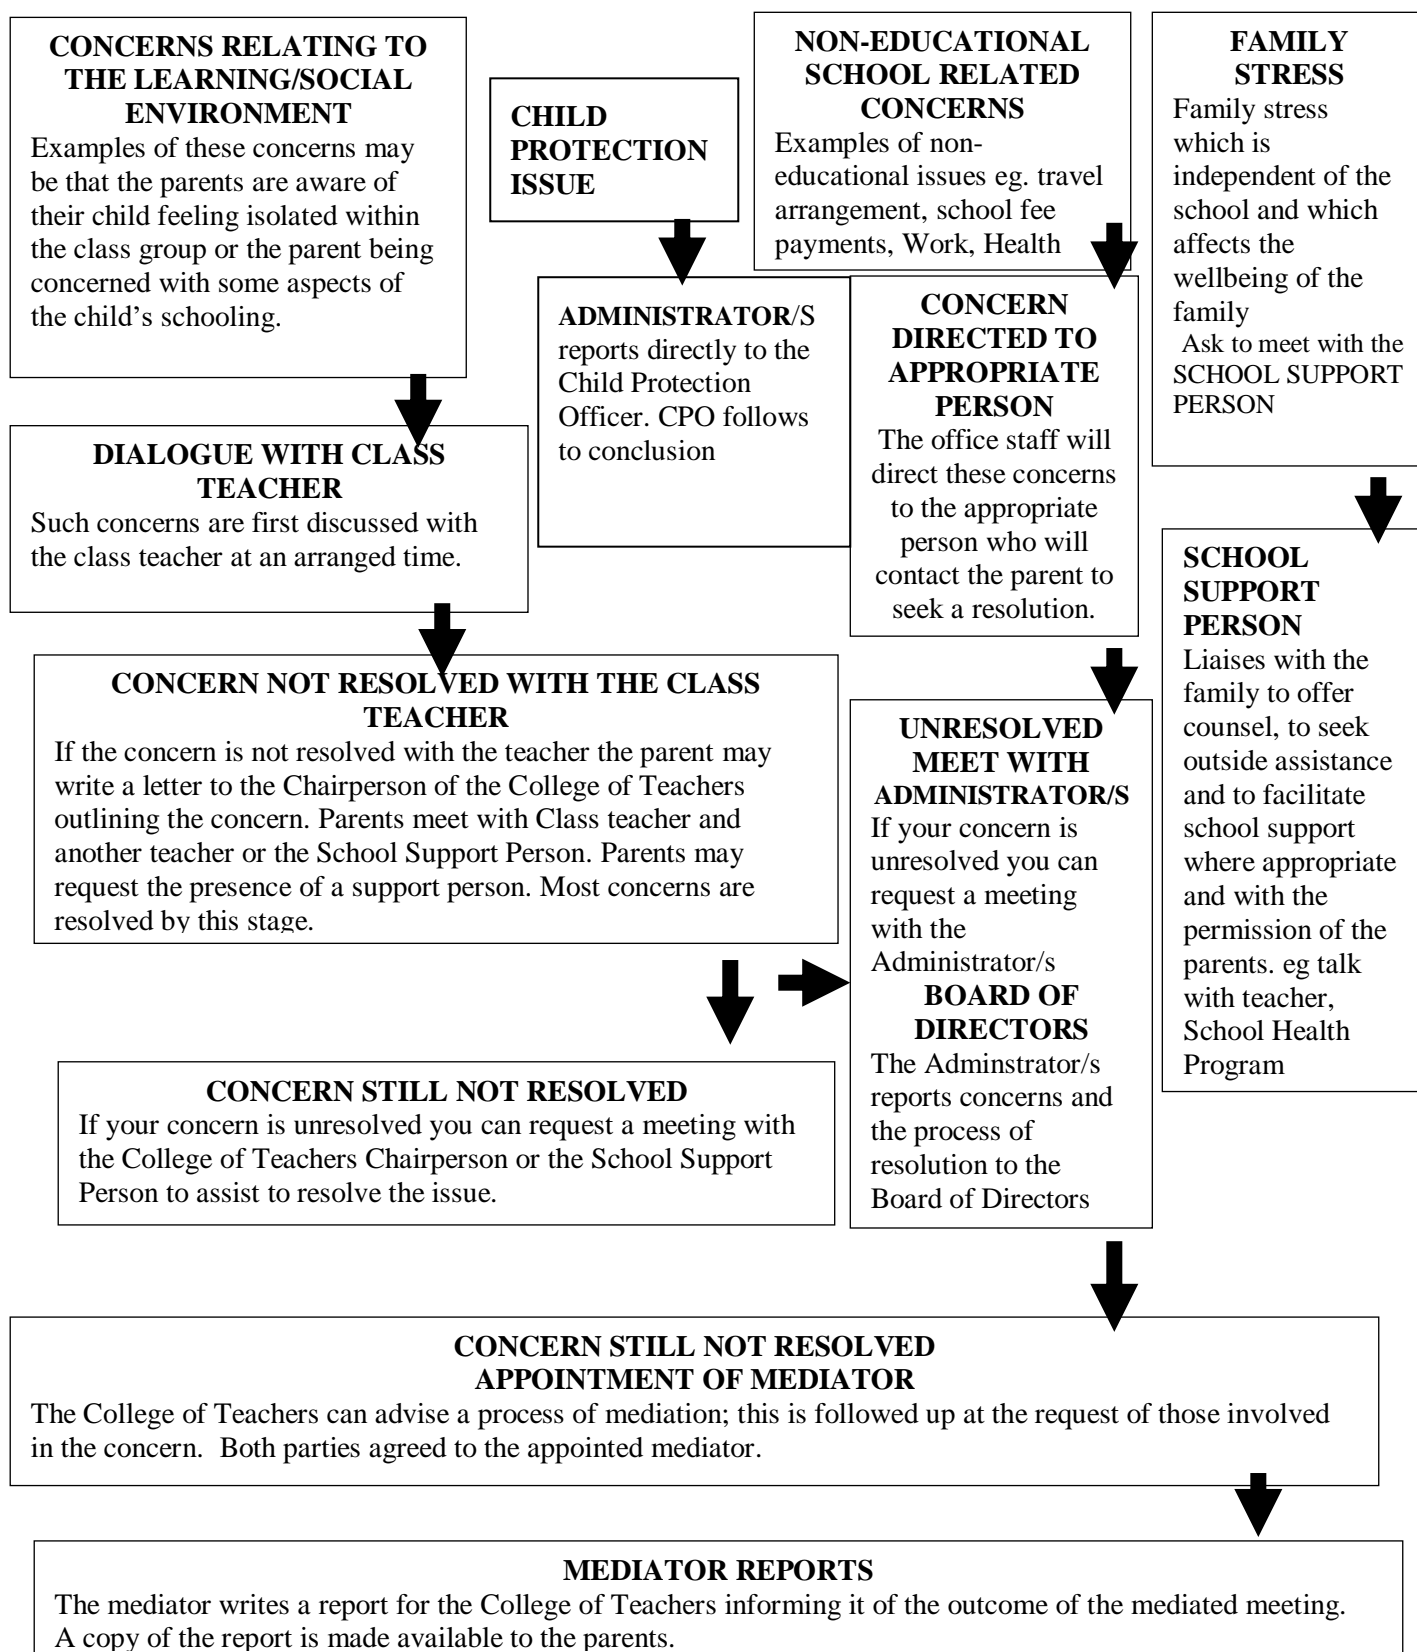 CONCERNS RELATING TO
THE LEARNING/SOCIAL
ENVIRONMENT
Examples of these concerns may
be that the parents are aware of
their child feeling isolated within
the class group or the parent being
concerned with some aspects of
the child’s schooling.
CHILD
PROTECTION
ISSUE
NON-EDUCATIONAL
SCHOOL RELATED
CONCERNS
Examples of non-
educational issues eg. travel
arrangement, school fee
payments, Work, Health
FAMILY
STRESS
Family stress
which is
independent of the
school and which
affects the
wellbeing of the
family
Ask to meet with the
SCHOOL SUPPORT
PERSON
ADMINISTRATOR/S
reports directly to the
Child Protection
Officer. CPO follows
to conclusion
CONCERN
DIRECTED TO
APPROPRIATE
PERSON
The office staff will
direct these concerns
to the appropriate
person who will
contact the parent to
seek a resolution.
DIALOGUE WITH CLASS
TEACHER
Such concerns are first discussed with
the class teacher at an arranged time.
SCHOOL
SUPPORT
PERSON
Liaises with the
family to offer
counsel, to seek
outside assistance
and to facilitate
school support
where appropriate
and with the
permission of the
parents. eg talk
with teacher,
School Health
Program
CONCERN NOT RESOLVED WITH THE CLASS
TEACHER
If the concern is not resolved with the teacher the parent may
write a letter to the Chairperson of the College of Teachers
outlining the concern. Parents meet with Class teacher and
another teacher or the School Support Person. Parents may
request the presence of a support person. Most concerns are
resolved by this stage.
UNRESOLVED
MEET WITH
ADMINISTRATOR/S
If your concern is
unresolved you can
request a meeting
with the
Administrator/s
BOARD OF
DIRECTORS
The Adminstrator/s
reports concerns and
the process of
resolution to the
Board of Directors
CONCERN STILL NOT RESOLVED
If your concern is unresolved you can request a meeting with
the College of Teachers Chairperson or the School Support
Person to assist to resolve the issue.
CONCERN STILL NOT RESOLVED
APPOINTMENT OF MEDIATOR
The College of Teachers can advise a process of mediation; this is followed up at the request of those involved
in the concern.  Both parties agreed to the appointed mediator.
MEDIATOR REPORTS
The mediator writes a report for the College of Teachers informing it of the outcome of the mediated meeting.
A copy of the report is made available to the parents.